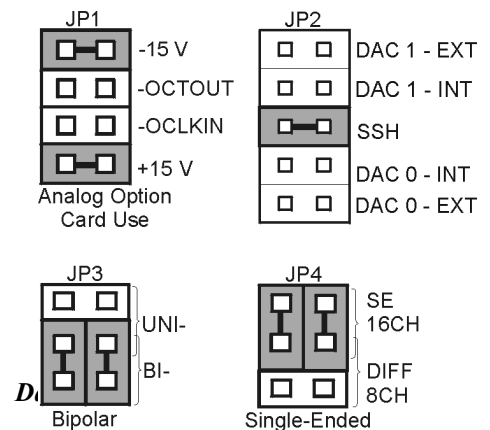 JP1
-15 V
-OCTOUT
-OCLKIN
+15 V
Analog Option
Card Use
JP2
DAC 1 - EXT
DAC 1 - INT
SSH
DAC 0 - INT
DAC 0 - EXT
JP3
UNI-
BI-
Bipolar
JP4
SE
16CH
DIFF
8CH
Single-Ended